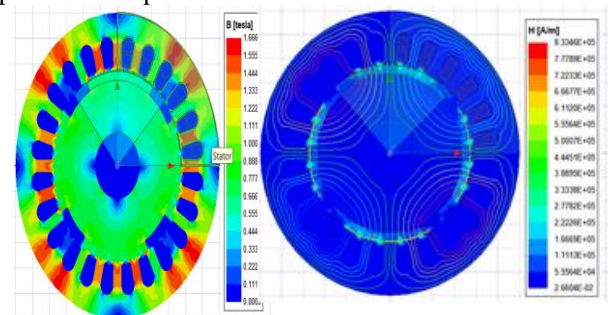 B [tesla]
1.666
1.555
1.444
1.333
1.222
1.111
1.000
0.888
0.777
0.666
0.555
0.444
0.333
0.222
0.111
0.000
Stator
H [A/m]
8.3346E+05
7.7789E+05
7.2233E+05
6.6677E+05
6.1120E+05
5.5564E+05
5.0007E+05
4.4451E+05
3.8895E+05
3.3338E+05
2.7782E+05
2.2226E+05
1.6669E+05
1.1113E+05
5.5564E+04
2.6604E-02